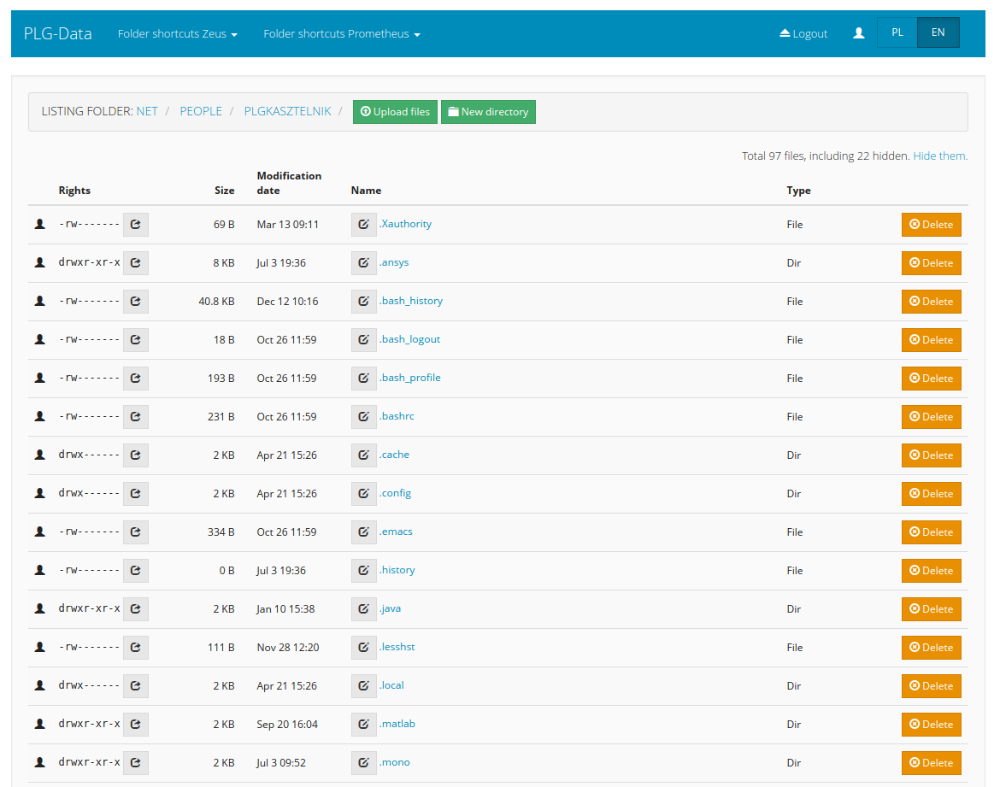 PLG-Data Folder shortcuts Zeus Folder shortcuts Prometheus Logout PL EN
LISTING FOLDER: NET / PEOPLE / PLGKASZTELNIK / Upload files New directory
Total 97 files, including 22 hidden. Hide them.
Rights Size Modification date Name Type
-rw------- 69 B Mar 13 09:11 .Xauthority File Delete
drwxr-xr-x 8 KB Jul 3 19:36 .ansys Dir Delete
-rw------- 40.8 KB Dec 12 10:16 .bash_history File Delete
-rw------- 18 B Oct 26 11:59 .bash_logout File Delete
-rw------- 193 B Oct 26 11:59 .bash_profile File Delete
-rw------- 231 B Oct 26 11:59 .bashrc File Delete
drwx------ 2 KB Apr 21 15:26 .cache Dir Delete
drwx------ 2 KB Apr 21 15:26 .config Dir Delete
-rw------- 334 B Oct 26 11:59 .emacs File Delete
-rw------- 0 B Jul 3 19:36 .history File Delete
drwxr-xr-x 2 KB Jan 10 15:38 .java Dir Delete
-rw------- 111 B Nov 28 12:20 .lesshst File Delete
drwx------ 2 KB Apr 21 15:26 .local Dir Delete
drwxr-xr-x 2 KB Sep 20 16:04 .matlab Dir Delete
drwxr-xr-x 2 KB Jul 3 09:52 .mono Dir Delete